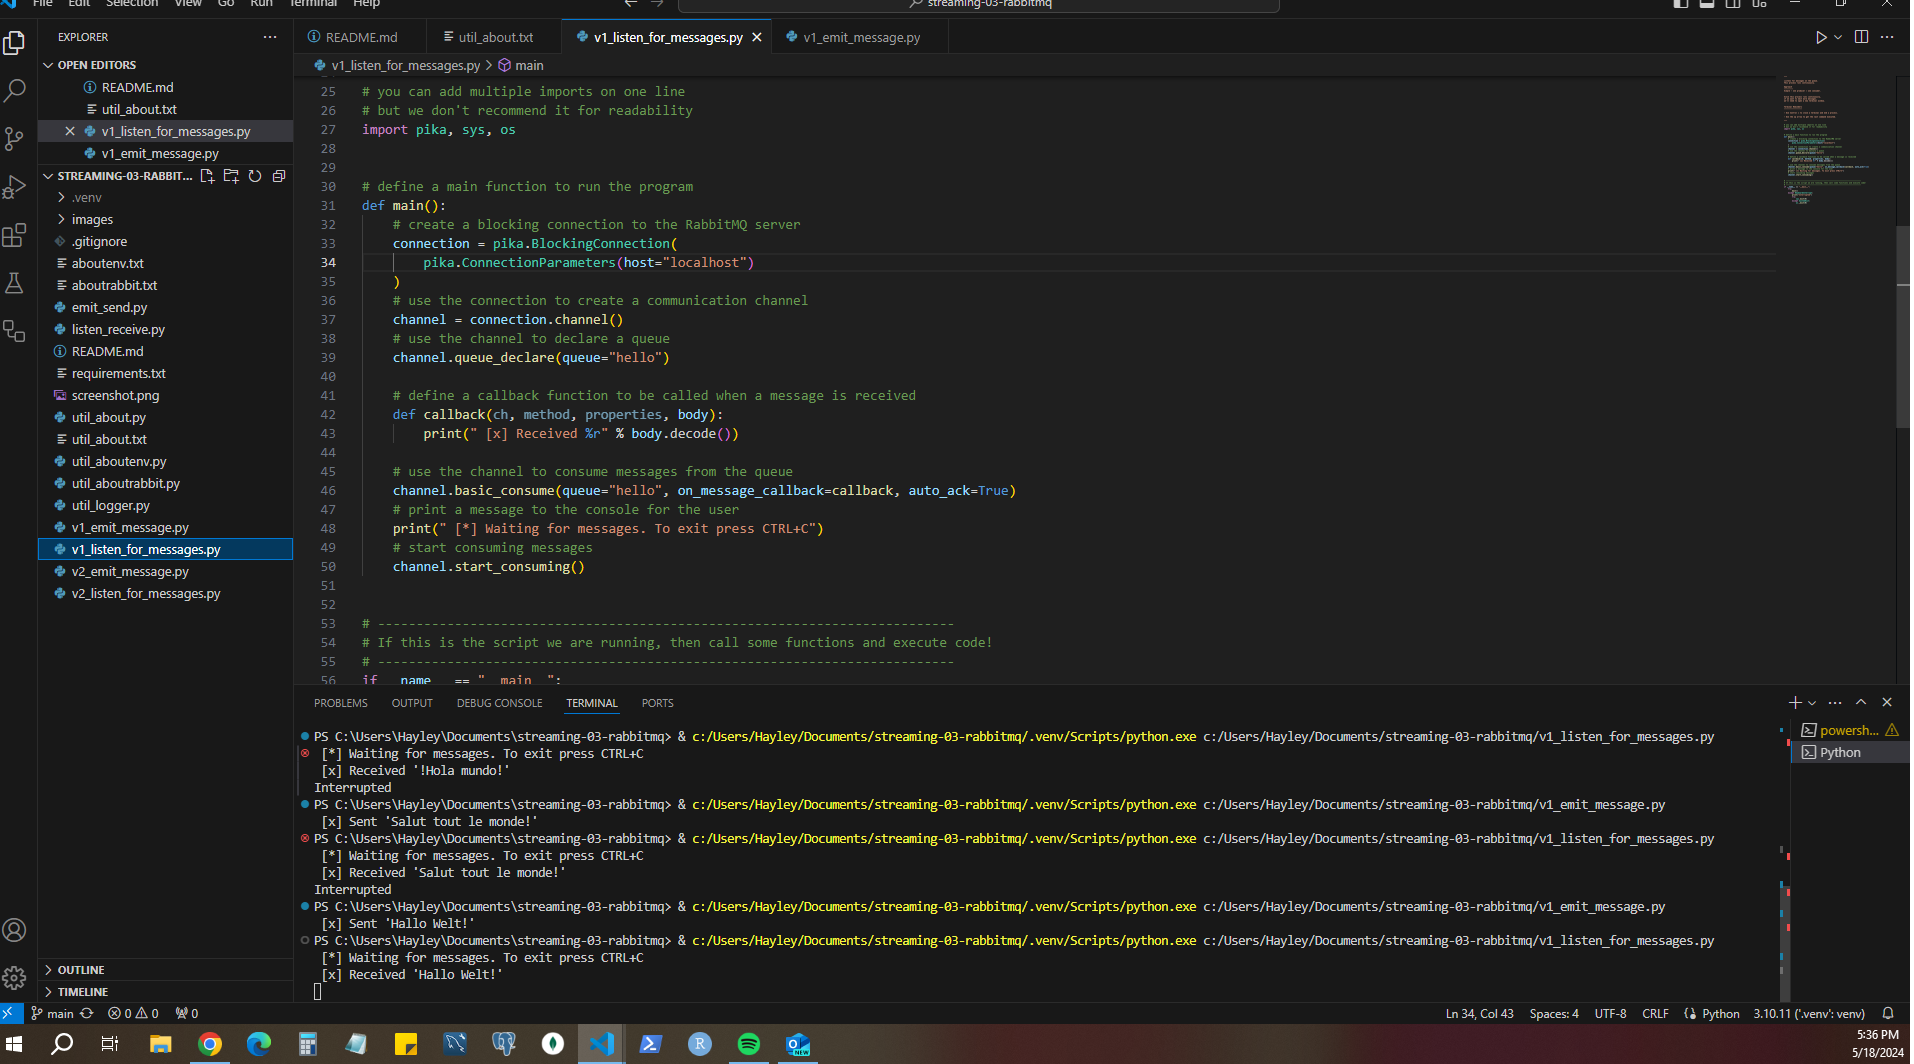 File Edit Selection View Go Run Terminal Help
streaming-03-rabbitmq
EXPLORER
OPEN EDITORS
README.md
util_about.txt
v1_listen_for_messages.py
v1_emit_message.py
STREAMING-03-RABBIT...
.venv
images
.gitignore
aboutenv.txt
aboutrabbit.txt
emit_send.py
listen_receive.py
README.md
requirements.txt
screenshot.png
util_about.py
util_about.txt
util_aboutenv.py
util_aboutrabbit.py
util_logger.py
v1_emit_message.py
v1_listen_for_messages.py
v2_emit_message.py
v2_listen_for_messages.py
OUTLINE
TIMELINE
README.md util_about.txt v1_listen_for_messages.py v1_emit_message.py
v1_listen_for_messages.py > main
25 # you can add multiple imports on one line
26 # but we don't recommend it for readability
27 import pika, sys, os
28
29
30 # define a main function to run the program
31 def main():
32 # create a blocking connection to the RabbitMQ server
33 connection = pika.BlockingConnection(
34 pika.ConnectionParameters(host="localhost")
35 )
36 # use the connection to create a communication channel
37 channel = connection.channel()
38 # use the channel to declare a queue
39 channel.queue_declare(queue="hello")
40
41 # define a callback function to be called when a message is received
42 def callback(ch, method, properties, body):
43 print(" [x] Received %r" % body.decode())
44
45 # use the channel to consume messages from the queue
46 channel.basic_consume(queue="hello", on_message_callback=callback, auto_ack=True)
47 # print a message to the console for the user
48 print(" [*] Waiting for messages. To exit press CTRL+C")
49 # start consuming messages
50 channel.start_consuming()
51
52
53 # ---------------------------------------------------------------------------
54 # If this is the script we are running, then call some functions and execute code!
55 # ---------------------------------------------------------------------------
56 if __name__ == "__main__":
PROBLEMS OUTPUT DEBUG CONSOLE TERMINAL PORTS
PS C:\Users\Hayley\Documents\streaming-03-rabbitmq> & c:/Users/Hayley/Documents/streaming-03-rabbitmq/.venv/Scripts/python.exe c:/Users/Hayley/Documents/streaming-03-rabbitmq/v1_listen_for_messages.py
[*] Waiting for messages. To exit press CTRL+C
[x] Received '!Hola mundo!'
Interrupted
PS C:\Users\Hayley\Documents\streaming-03-rabbitmq> & c:/Users/Hayley/Documents/streaming-03-rabbitmq/.venv/Scripts/python.exe c:/Users/Hayley/Documents/streaming-03-rabbitmq/v1_emit_message.py
[x] Sent 'Salut tout le monde!'
PS C:\Users\Hayley\Documents\streaming-03-rabbitmq> & c:/Users/Hayley/Documents/streaming-03-rabbitmq/.venv/Scripts/python.exe c:/Users/Hayley/Documents/streaming-03-rabbitmq/v1_listen_for_messages.py
[*] Waiting for messages. To exit press CTRL+C
[x] Received 'Salut tout le monde!'
Interrupted
PS C:\Users\Hayley\Documents\streaming-03-rabbitmq> & c:/Users/Hayley/Documents/streaming-03-rabbitmq/.venv/Scripts/python.exe c:/Users/Hayley/Documents/streaming-03-rabbitmq/v1_emit_message.py
[x] Sent 'Hallo Welt!'
PS C:\Users\Hayley\Documents\streaming-03-rabbitmq> & c:/Users/Hayley/Documents/streaming-03-rabbitmq/.venv/Scripts/python.exe c:/Users/Hayley/Documents/streaming-03-rabbitmq/v1_listen_for_messages.py
[*] Waiting for messages. To exit press CTRL+C
[x] Received 'Hallo Welt!'
powersh...
Python
main 0 0 0 Ln 34, Col 43 Spaces: 4 UTF-8 CRLF Python 3.10.11 ('.venv': venv)
NEW
5:36 PM
5/18/2024